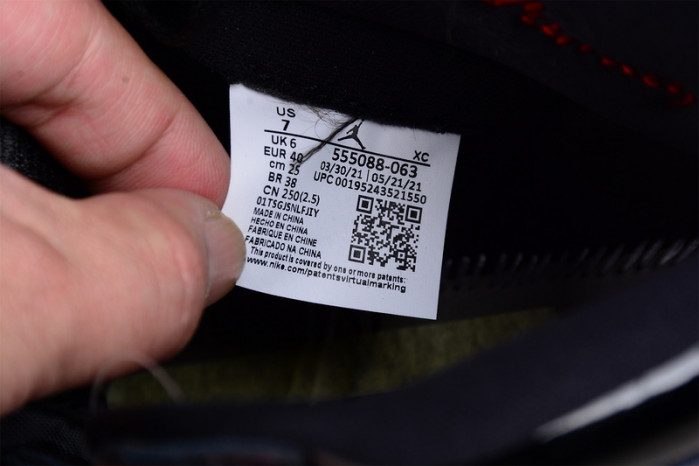 US
7
UK 6
EUR 40
cm 25
BR 38
CN 250(2.5)
01TSGJSNLFJIY
MADE IN CHINA
HECHO EN CHINA
FABRIQUE EN CHINE
FABRICADO NA CHINA
XC
555088-063
03/30/21 | 05/21/21
UPC 00195243521550
This product is covered by one or more patents:
www.nike.com/patentsvirtualmarking